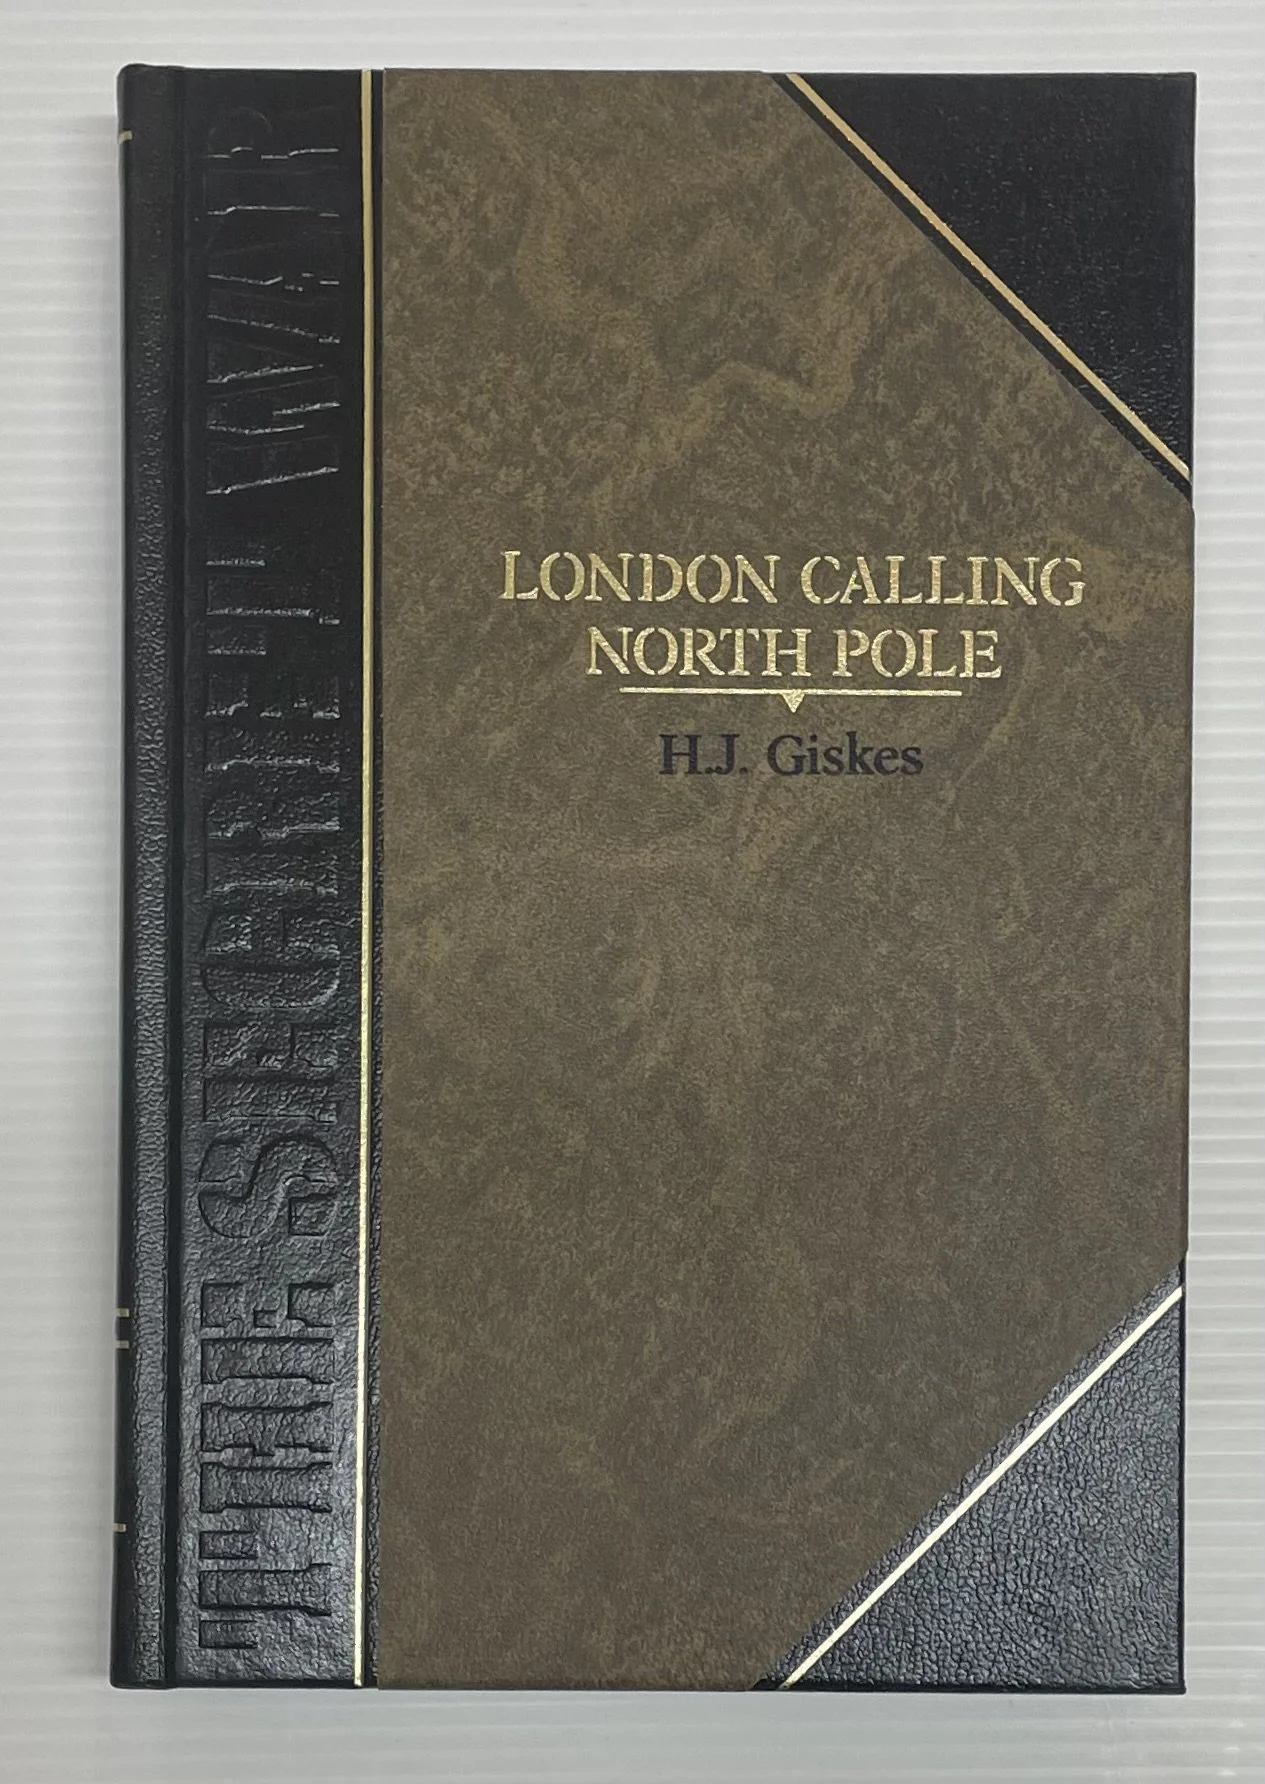 THE SECRET WAR
LONDON CALLING
NORTH POLE
H.J. Giskes